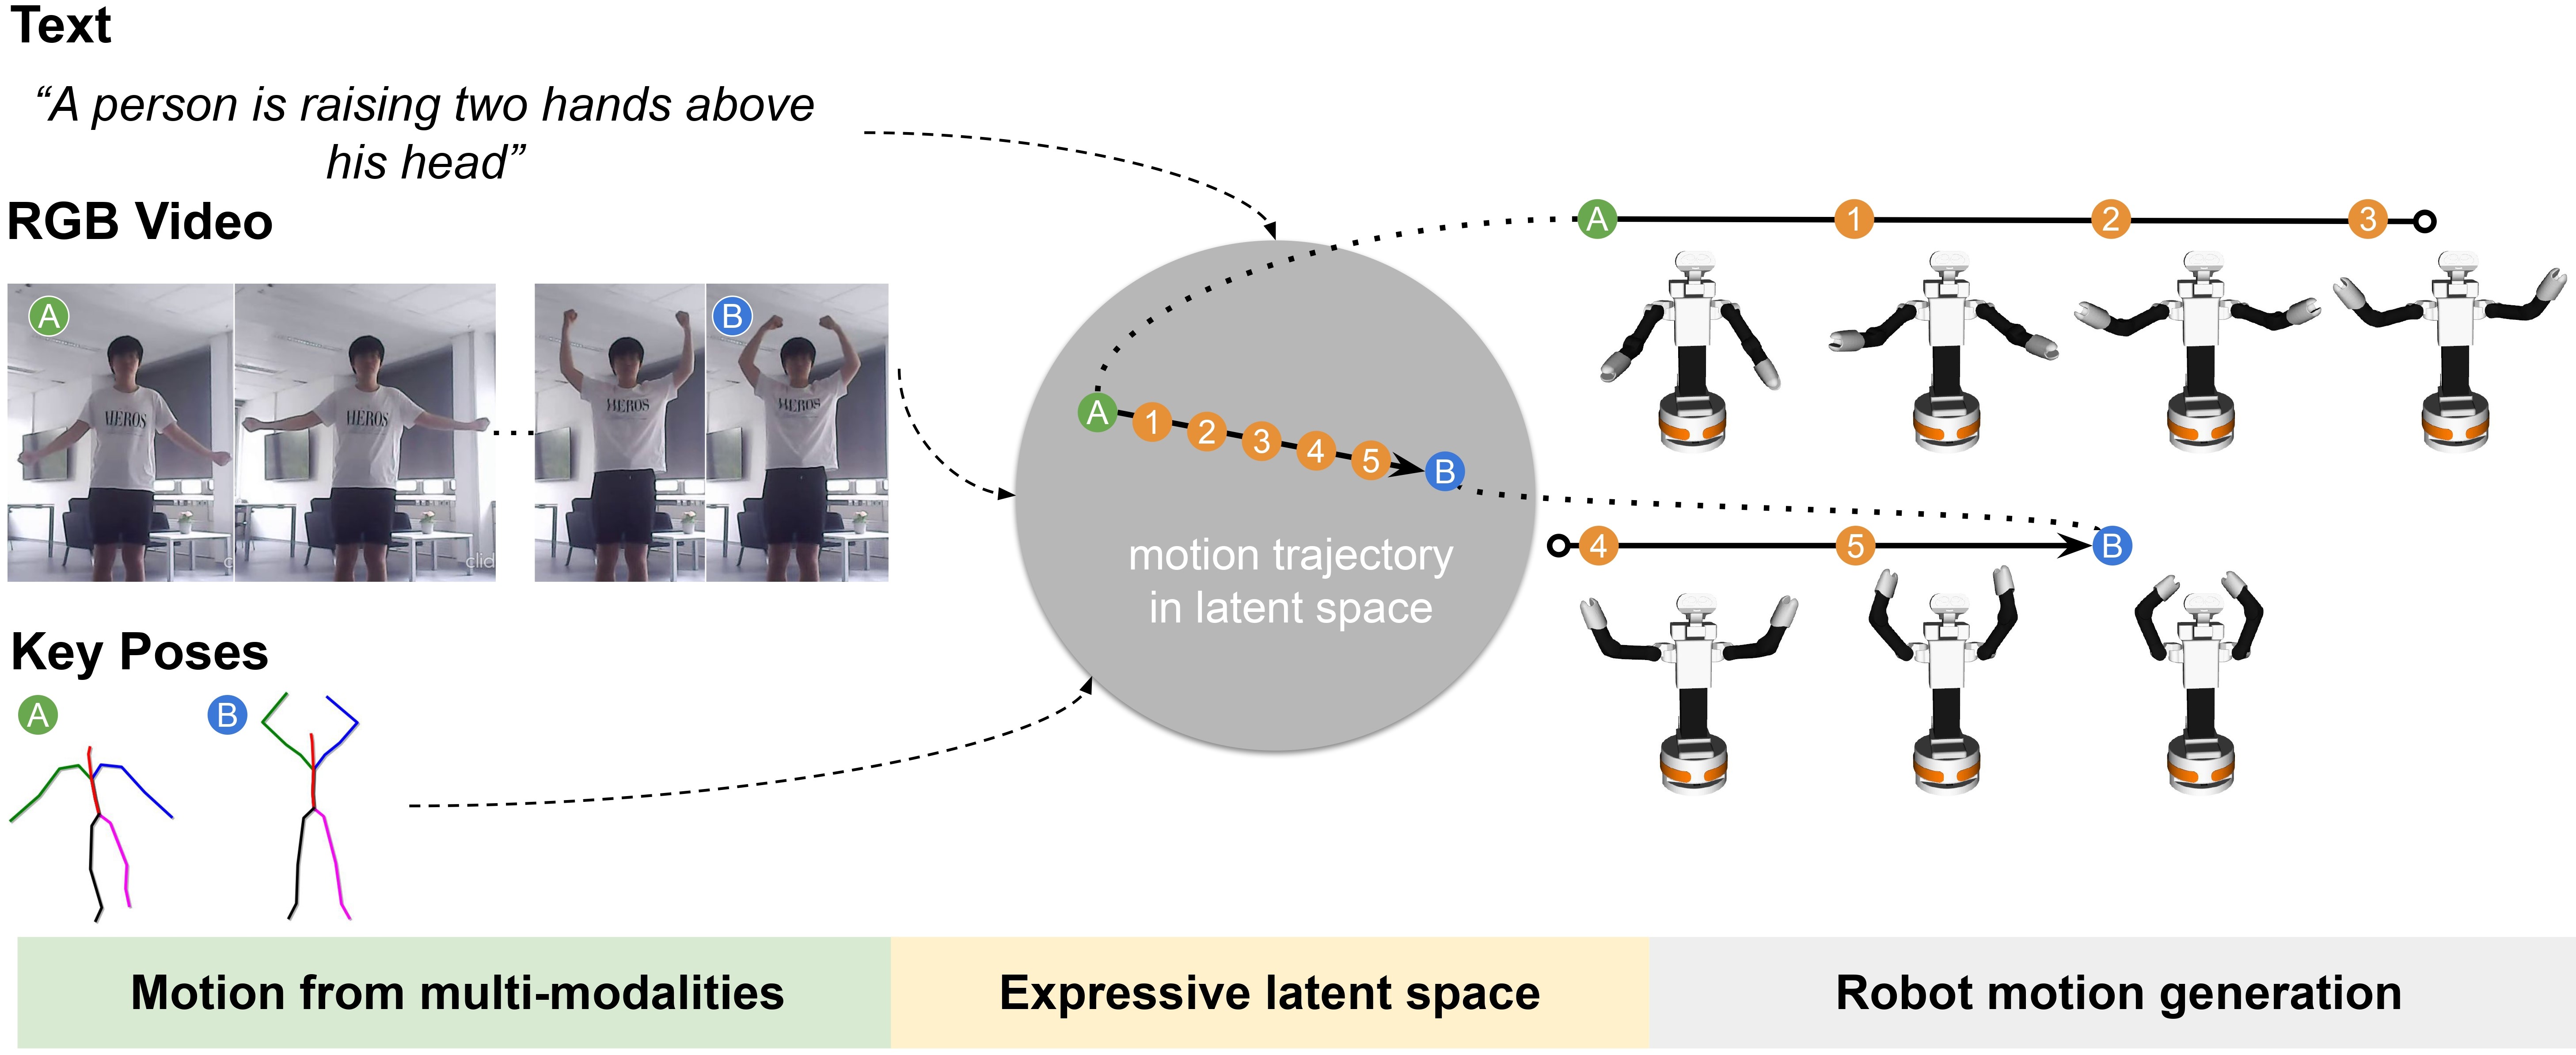 Text
“A person is raising two hands above
his head”
RGB Video
A
B
HEROS
HEROS
HEROS
HEROS
c
clid
Key Poses
A
B
A
1
2
3
4
5
B
motion trajectory
in latent space
A
1
2
3
4
5
B
Motion from multi-modalities
Expressive latent space
Robot motion generation